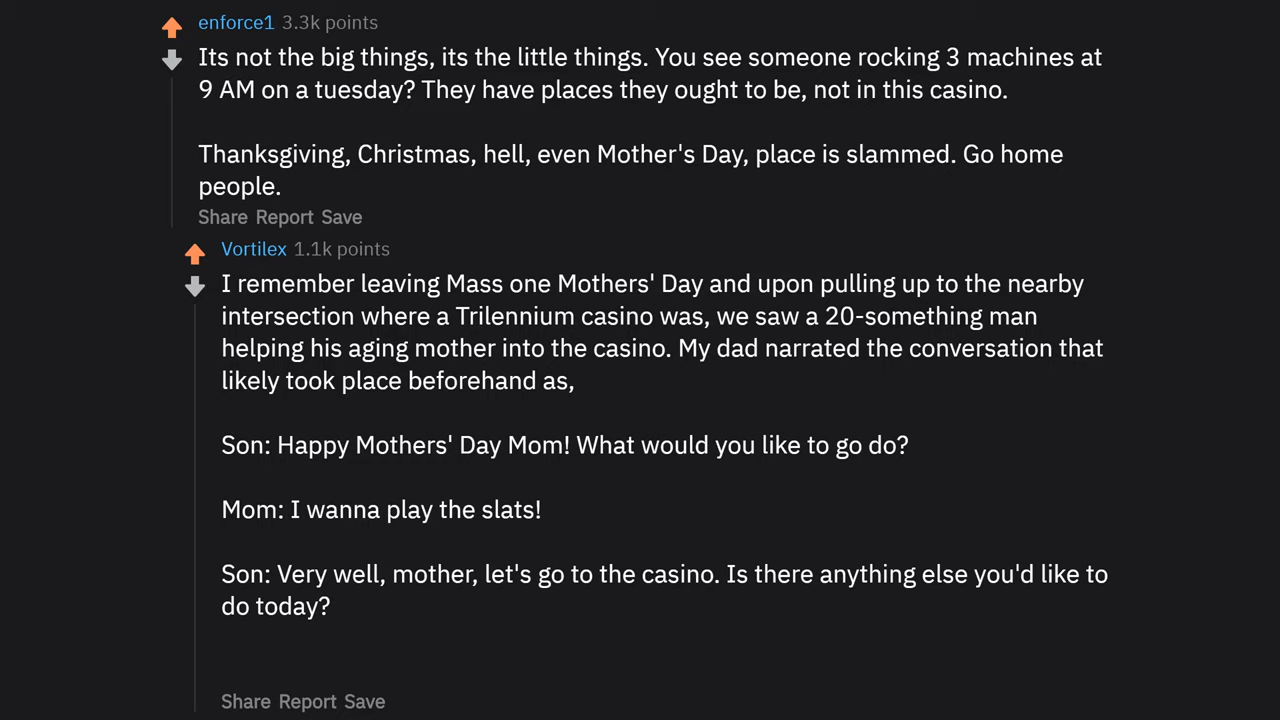 enforce1 3.3k points
Its not the big things, its the little things. You see someone rocking 3 machines at
9 AM on a tuesday? They have places they ought to be, not in this casino.
Thanksgiving, Christmas, hell, even Mother's Day, place is slammed. Go home
people.
Share Report Save
Vortilex 1.1k points
I remember leaving Mass one Mothers' Day and upon pulling up to the nearby
intersection where a Trilennium casino was, we saw a 20-something man
helping his aging mother into the casino. My dad narrated the conversation that
likely took place beforehand as,
Son: Happy Mothers' Day Mom! What would you like to go do?
Mom: I wanna play the slats!
Son: Very well, mother, let's go to the casino. Is there anything else you'd like to
do today?
Share Report Save